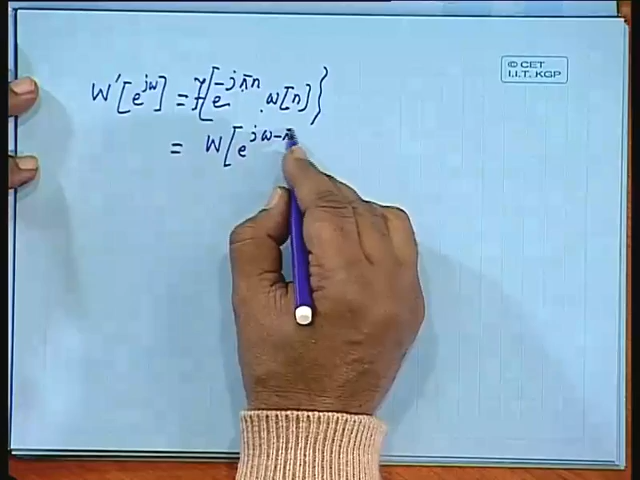 © CET
I.I.T. KGP
W'[e^{jω}] = F{e^{-jπn} . ω[n]}
= W[e^{jω-π